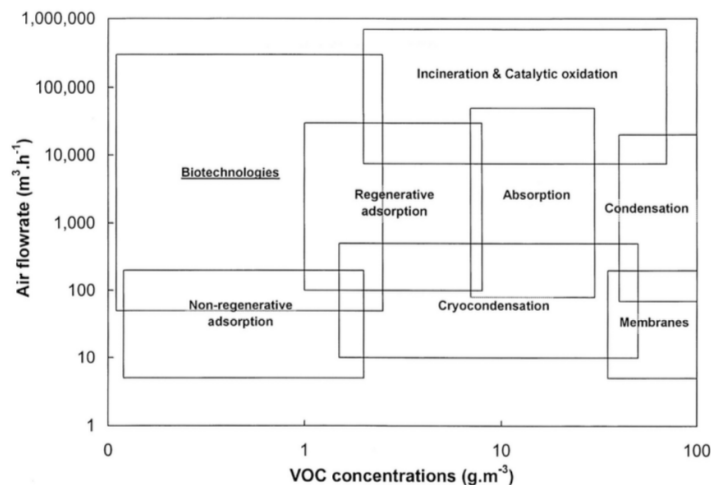 1,000,000
100,000
10,000
1,000
100
10
1
Air flowrate (m³.h⁻¹)
Incineration & Catalytic oxidation
Biotechnologies
Regenerative
adsorption
Absorption
Condensation
Non-regenerative
adsorption
Cryocondensation
Membranes
0
1
10
100
VOC concentrations (g.m⁻³)